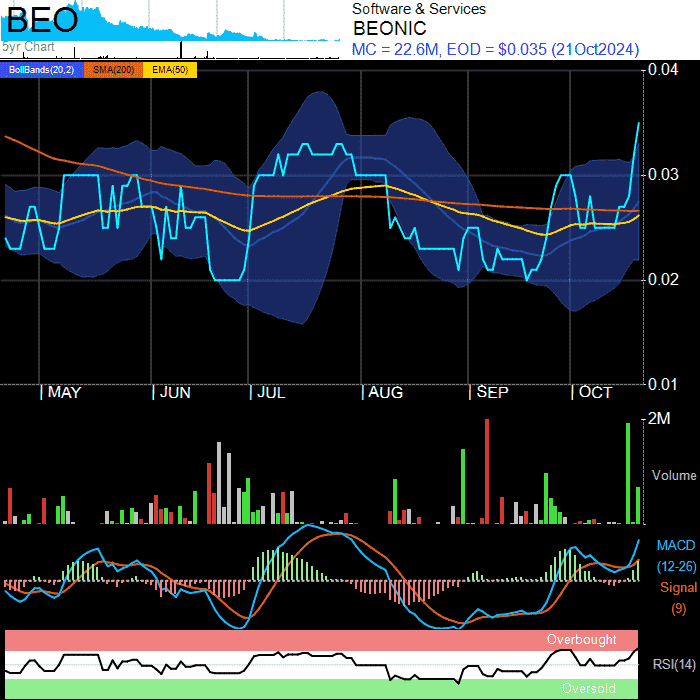 BEO
Software & Services
BEONIC
5yr Chart
MC = 22.6M, EOD = $0.035 (21Oct2024)
BollBands(20,2) SMA(200) EMA(50)
0.04
0.03
0.02
0.01
MAY JUN JUL AUG SEP OCT
2M
Volume
MACD
(12-26)
Signal
(9)
Overbought
RSI(14)
Oversold